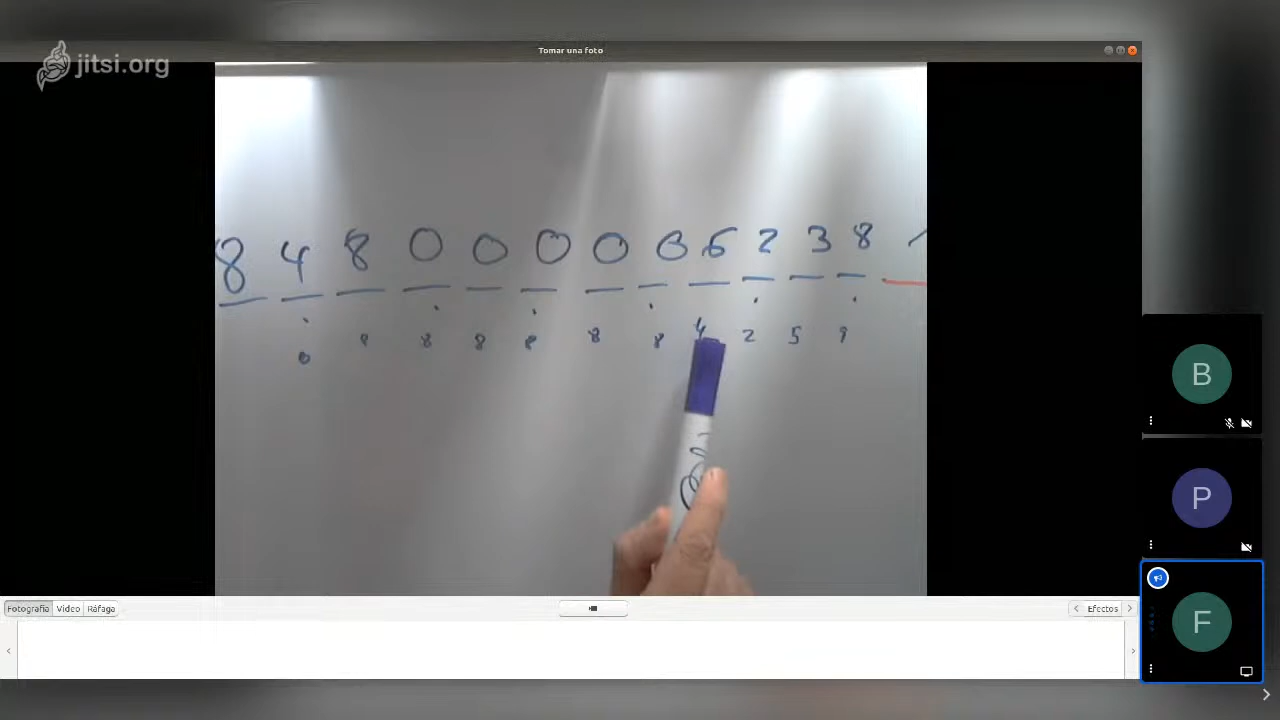 jitsi.org
Tomar una foto
8 4 8 0 0 0 0 0 6 2 3 8
0 9 8 8 8 8 8 4 2 5 9
B
P
F
Fotografía Vídeo Ráfaga
Efectos